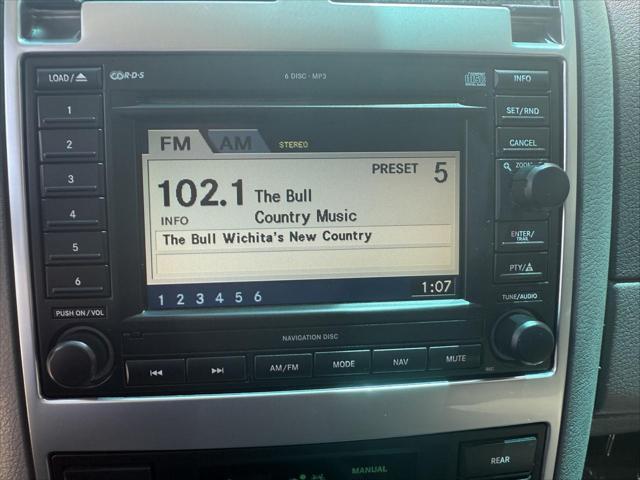 LOAD/
R·D·S
6 DISC · MP3
INFO
1
2
3
4
5
6
PUSH ON / VOL
FM AM STEREO
PRESET 5
102.1 The Bull
INFO Country Music
The Bull Wichita's New Country
1 2 3 4 5 6
1:07
SET/RND
CANCEL
ZOOM
ENTER/
TRAIL
PTY/
TUNE/AUDIO
NAVIGATION DISC
AM/FM
MODE
NAV
MUTE
MANUAL
REAR